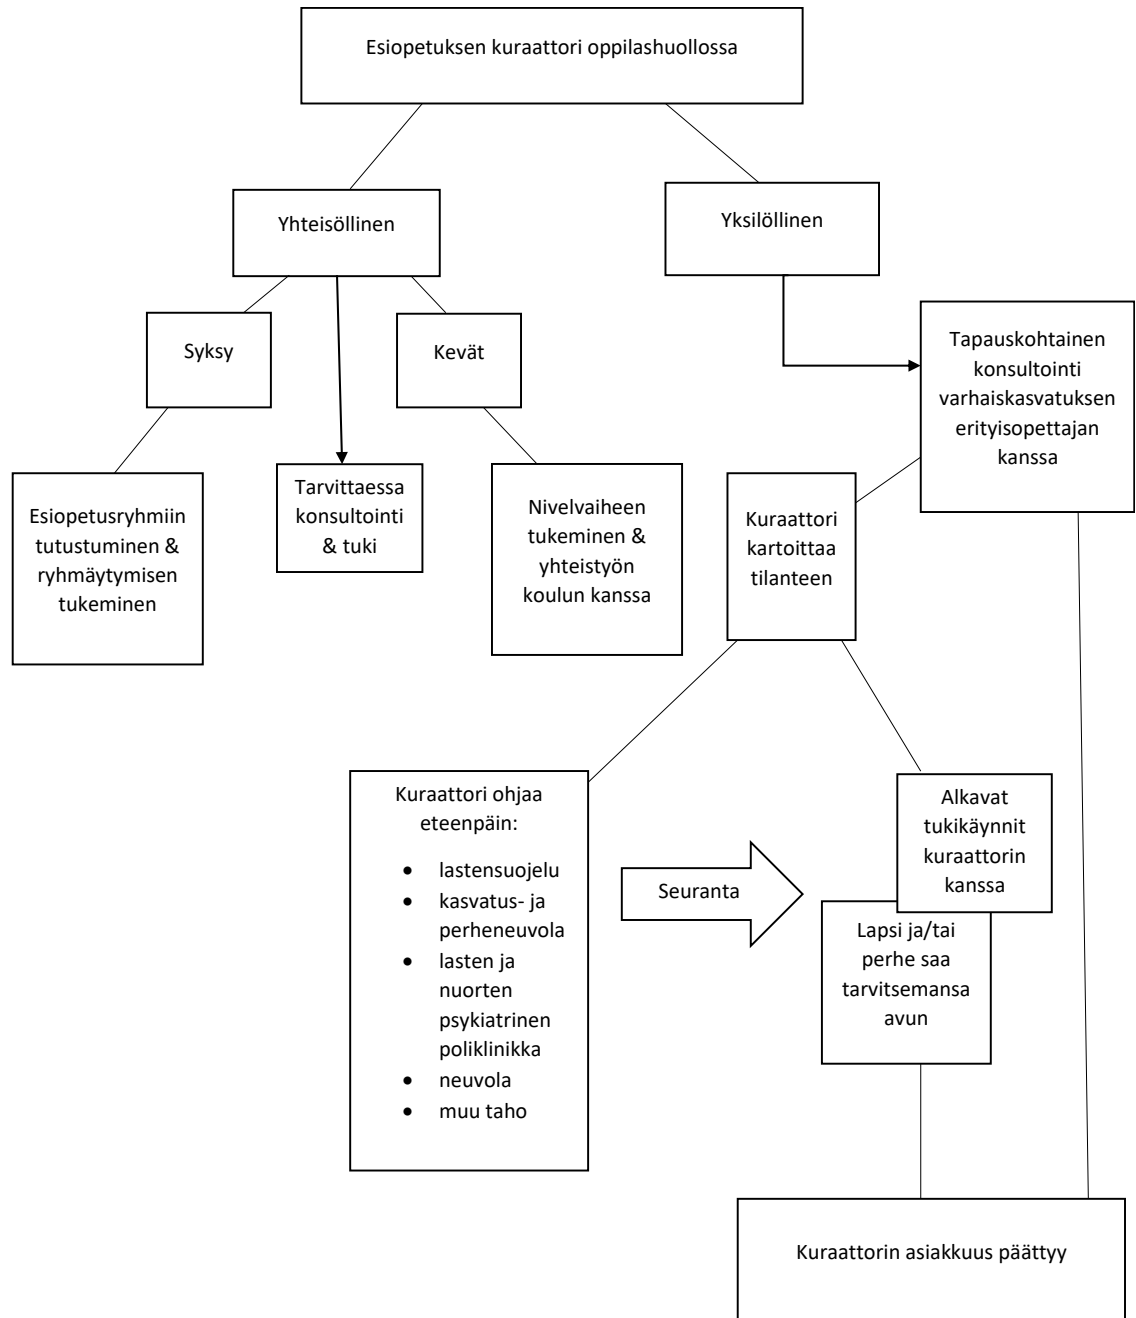 Esiopetuksen kuraattori oppilashuollossa
Yhteisöllinen
Yksilöllinen
Syksy
Kevät
Tapauskohtainen
konsultointi
varhaiskasvatuksen
erityisopettajan
kanssa
Esiopetusryhmiin
tutustuminen &
ryhmäytymisen
tukeminen
Tarvittaessa
konsultointi
& tuki
Nivelvaiheen
tukeminen &
yhteistyön
koulun kanssa
Kuraattori
kartoittaa
tilanteen
Kuraattori ohjaa
eteenpäin:
• lastensuojelu
• kasvatus- ja
perheneuvola
• lasten ja
nuorten
psykiatrinen
poliklinikka
• neuvola
• muu taho
Seuranta
Alkavat
tukikäynnit
kuraattorin
kanssa
Lapsi ja/tai
perhe saa
tarvitsemansa
avun
Kuraattorin asiakkuus päättyy